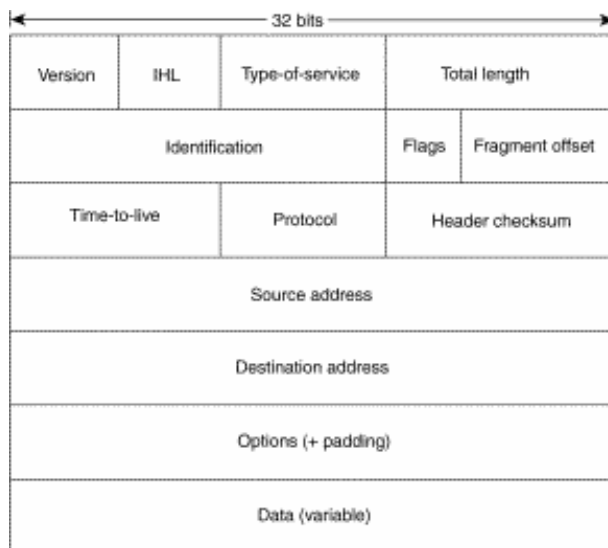 32 bits
Version IHL Type-of-service Total length
Identification Flags Fragment offset
Time-to-live Protocol Header checksum
Source address
Destination address
Options (+ padding)
Data (variable)